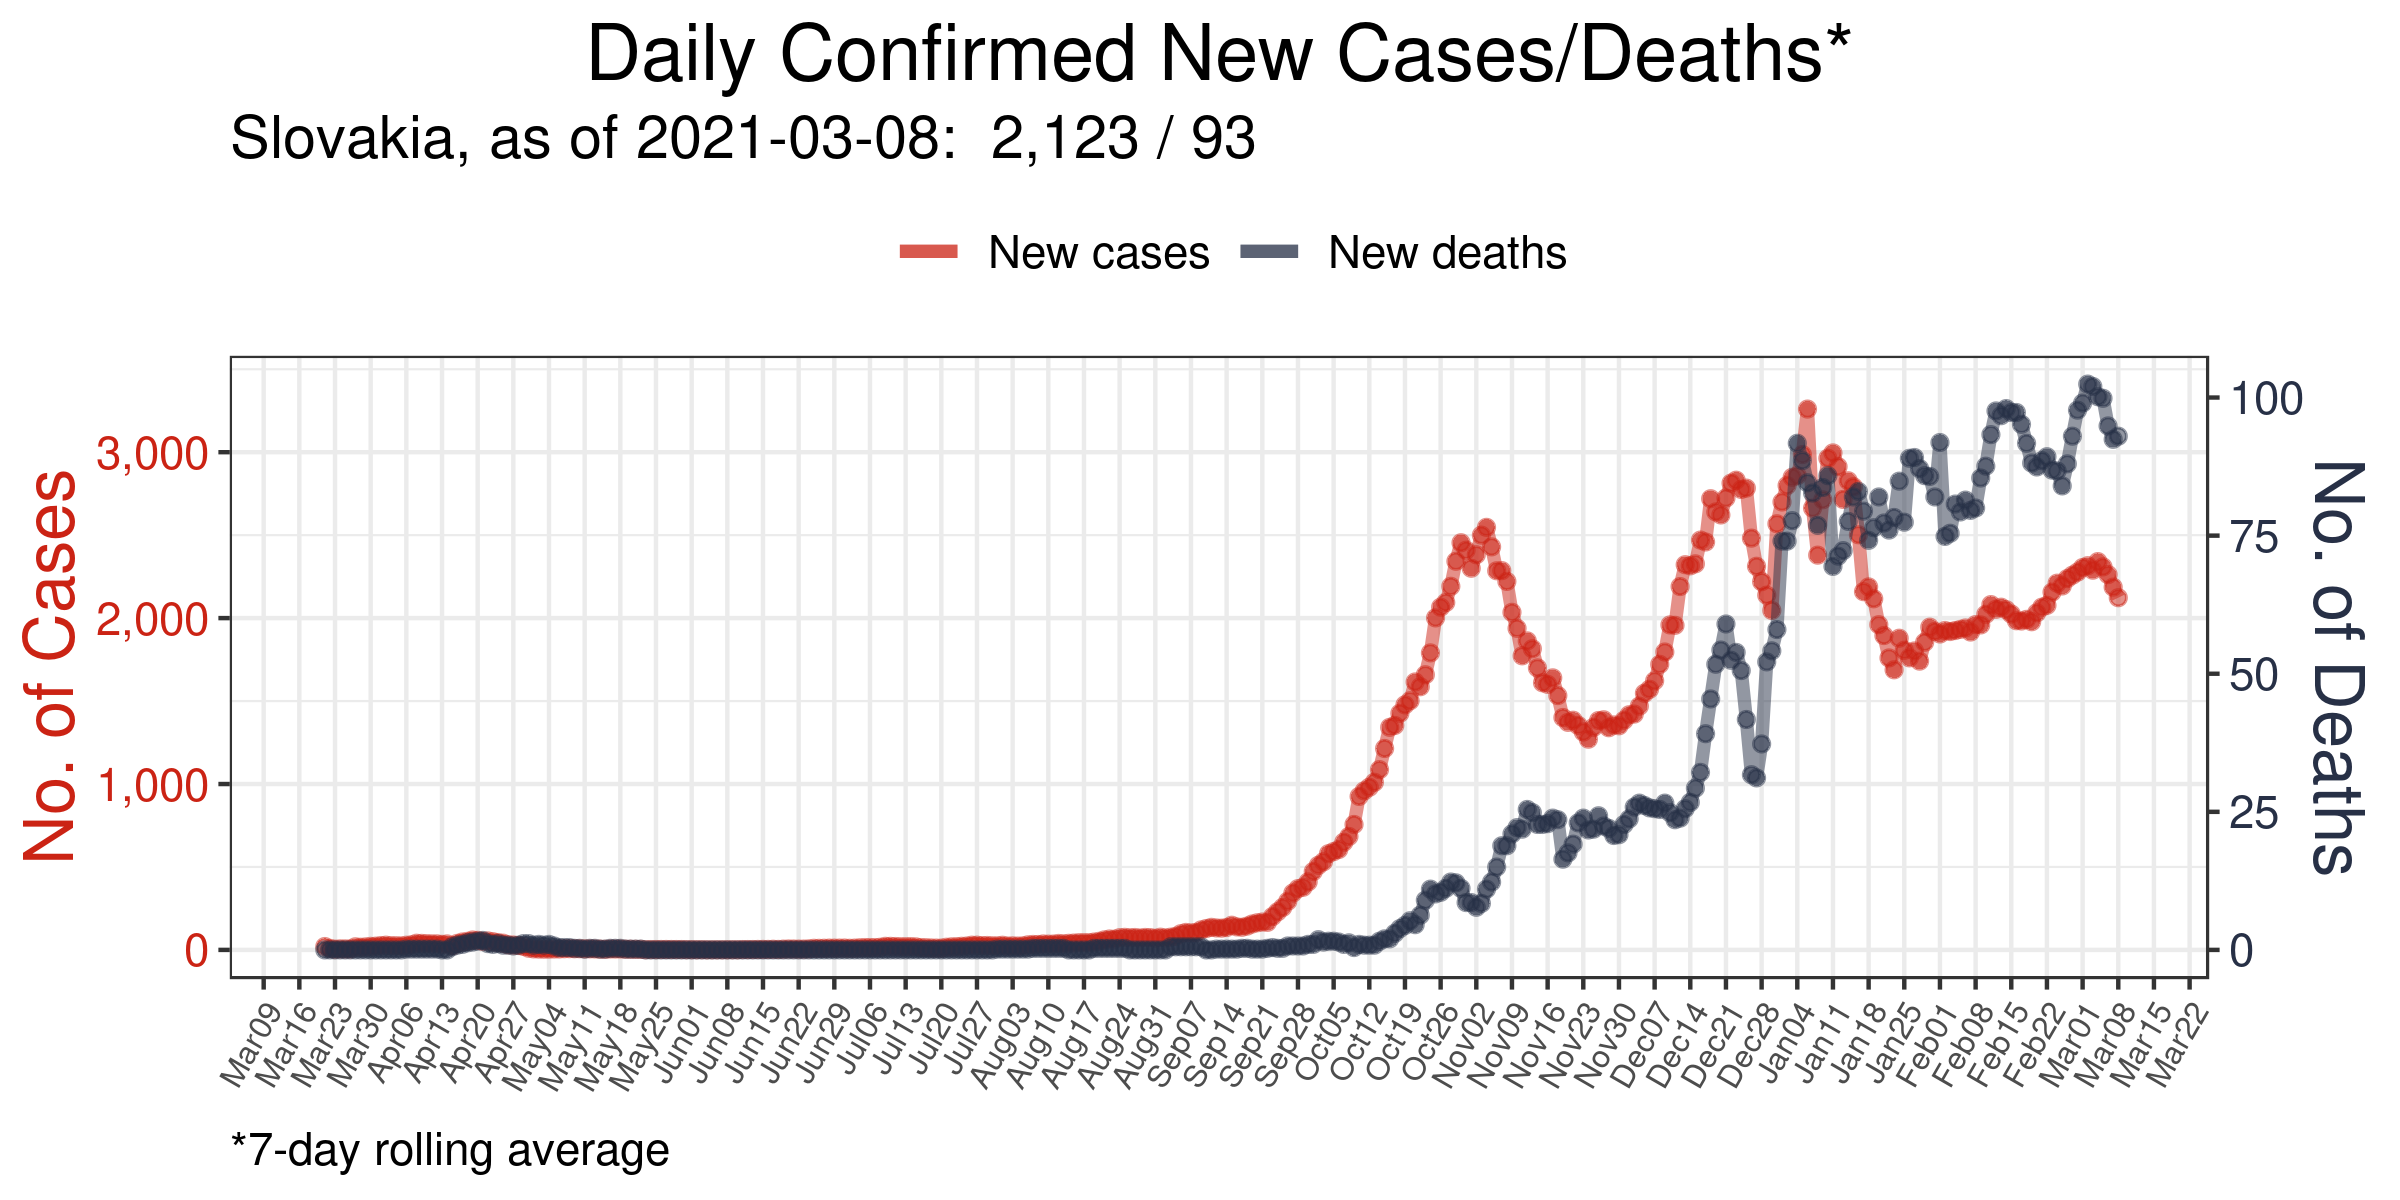 Daily Confirmed New Cases/Deaths*
Slovakia, as of 2021-03-08:  2,123 / 93
New cases
New deaths
No. of Cases
3,000
2,000
1,000
0
100
75
50
25
0
No. of Deaths
Mar09
Mar16
Mar23
Mar30
Apr06
Apr13
Apr20
Apr27
May04
May11
May18
May25
Jun01
Jun08
Jun15
Jun22
Jun29
Jul06
Jul13
Jul20
Jul27
Aug03
Aug10
Aug17
Aug24
Aug31
Sep07
Sep14
Sep21
Sep28
Oct05
Oct12
Oct19
Oct26
Nov02
Nov09
Nov16
Nov23
Nov30
Dec07
Dec14
Dec21
Dec28
Jan04
Jan11
Jan18
Jan25
Feb01
Feb08
Feb15
Feb22
Mar01
Mar08
Mar15
Mar22
*7-day rolling average